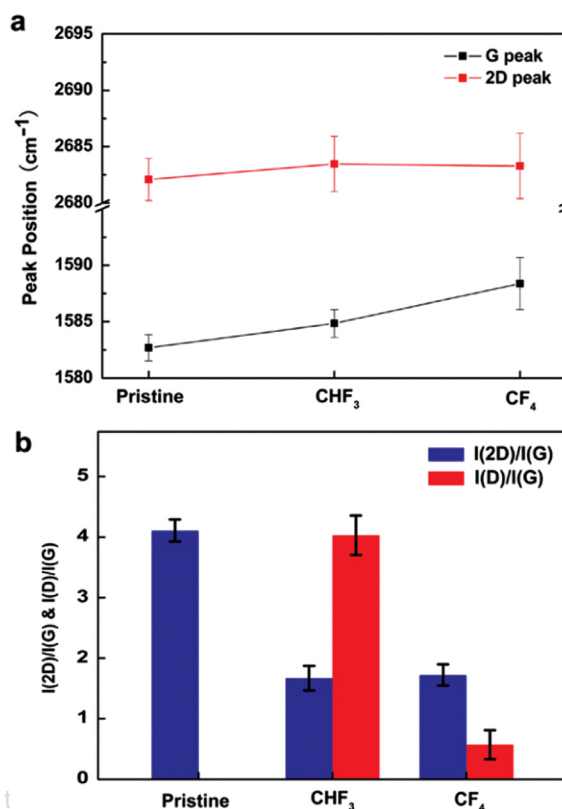 a
2695
2690
2685
2680
1590
1585
1580
Peak Position (cm⁻¹)
G peak
2D peak
Pristine
CHF₃
CF₄
b
5
4
3
2
1
0
I(2D)/I(G) & I(D)/I(G)
I(2D)/I(G)
I(D)/I(G)
Pristine
CHF₃
CF₄
t